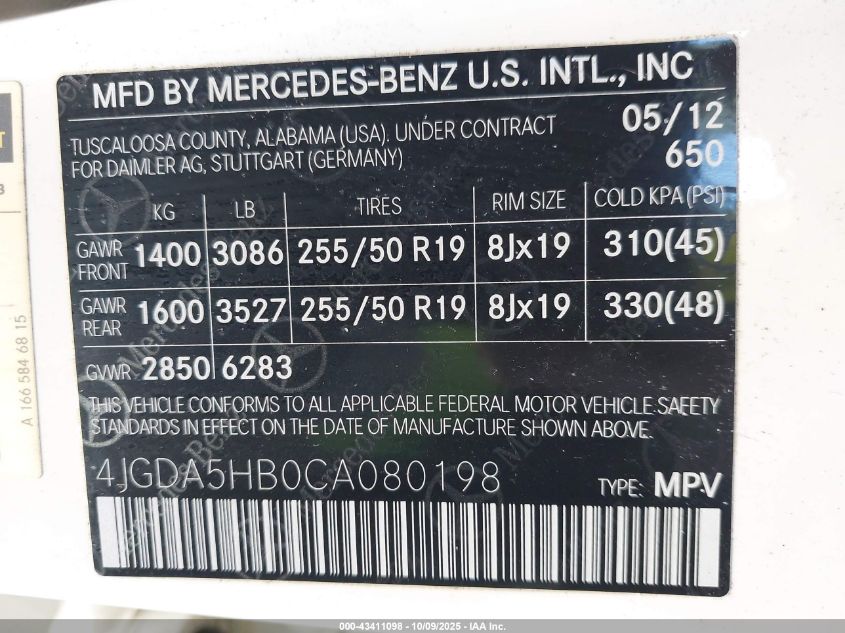 MFD BY MERCEDES-BENZ U.S. INTL., INC
TUSCALOOSA COUNTY, ALABAMA (USA). UNDER CONTRACT
FOR DAIMLER AG, STUTTGART (GERMANY)
05/12
650
KG LB TIRES RIM SIZE COLD KPA (PSI)
GAWR FRONT 1400 3086 255/50 R19 8Jx19 310(45)
GAWR REAR 1600 3527 255/50 R19 8Jx19 330(48)
GVWR 2850 6283
THIS VEHICLE CONFORMS TO ALL APPLICABLE FEDERAL MOTOR VEHICLE SAFETY
STANDARDS IN EFFECT ON THE DATE OF MANUFACTURE SHOWN ABOVE.
4JGDA5HB0CA080198
TYPE: MPV
A 166 584 68 15
000-43411098 - 10/09/2025 - IAA Inc.